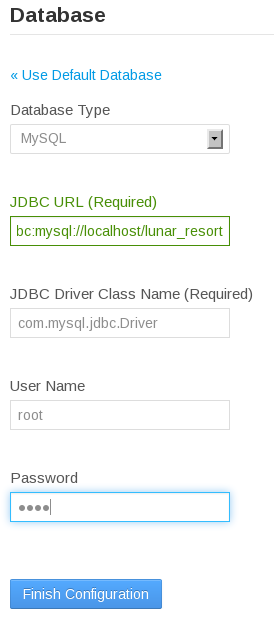 Database
« Use Default Database
Database Type
MySQL
JDBC URL (Required)
bc:mysql://localhost/lunar_resort
JDBC Driver Class Name (Required)
com.mysql.jdbc.Driver
User Name
root
Password
●●●●
Finish Configuration